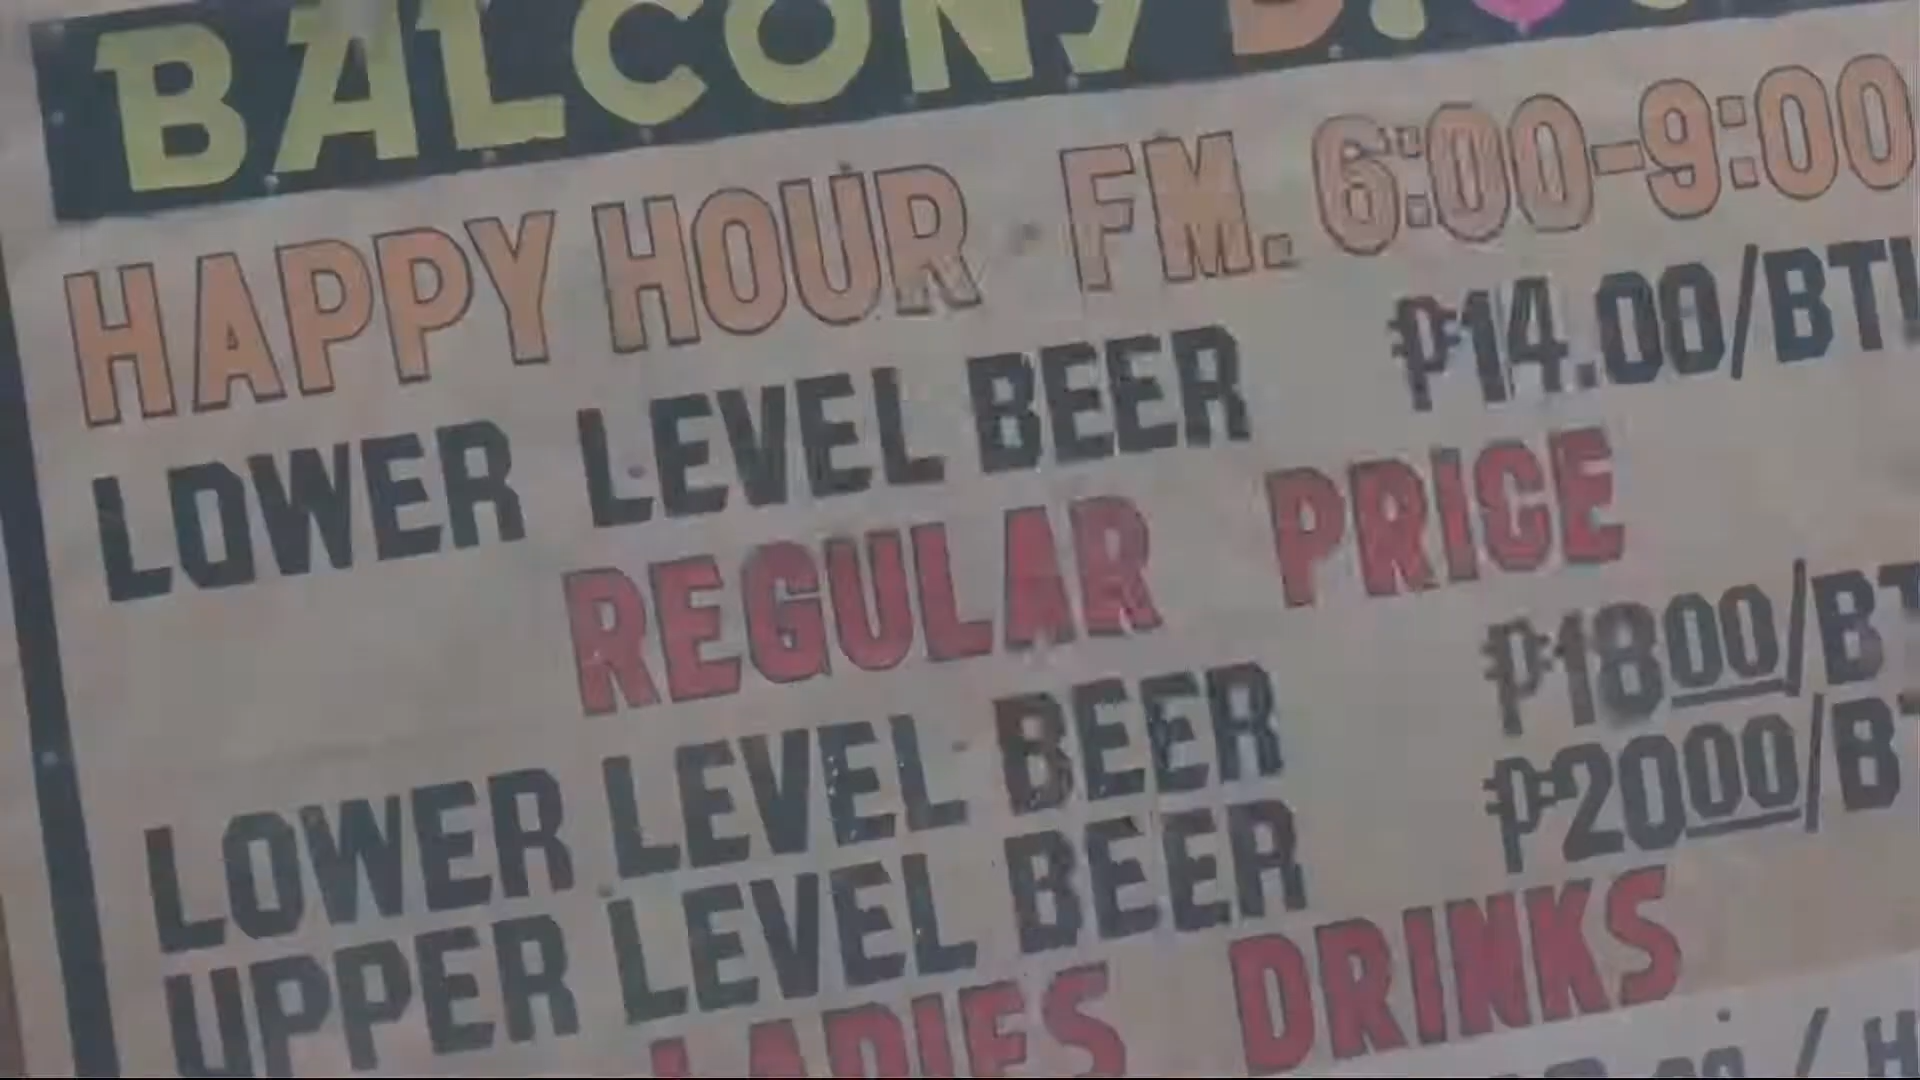 BALCONY
HAPPY HOUR - FM. 6:00-9:00
LOWER LEVEL BEER ₱14.00/BTL
REGULAR PRICE
LOWER LEVEL BEER ₱1800/BT
UPPER LEVEL BEER ₱2000/BT
LADIES DRINKS